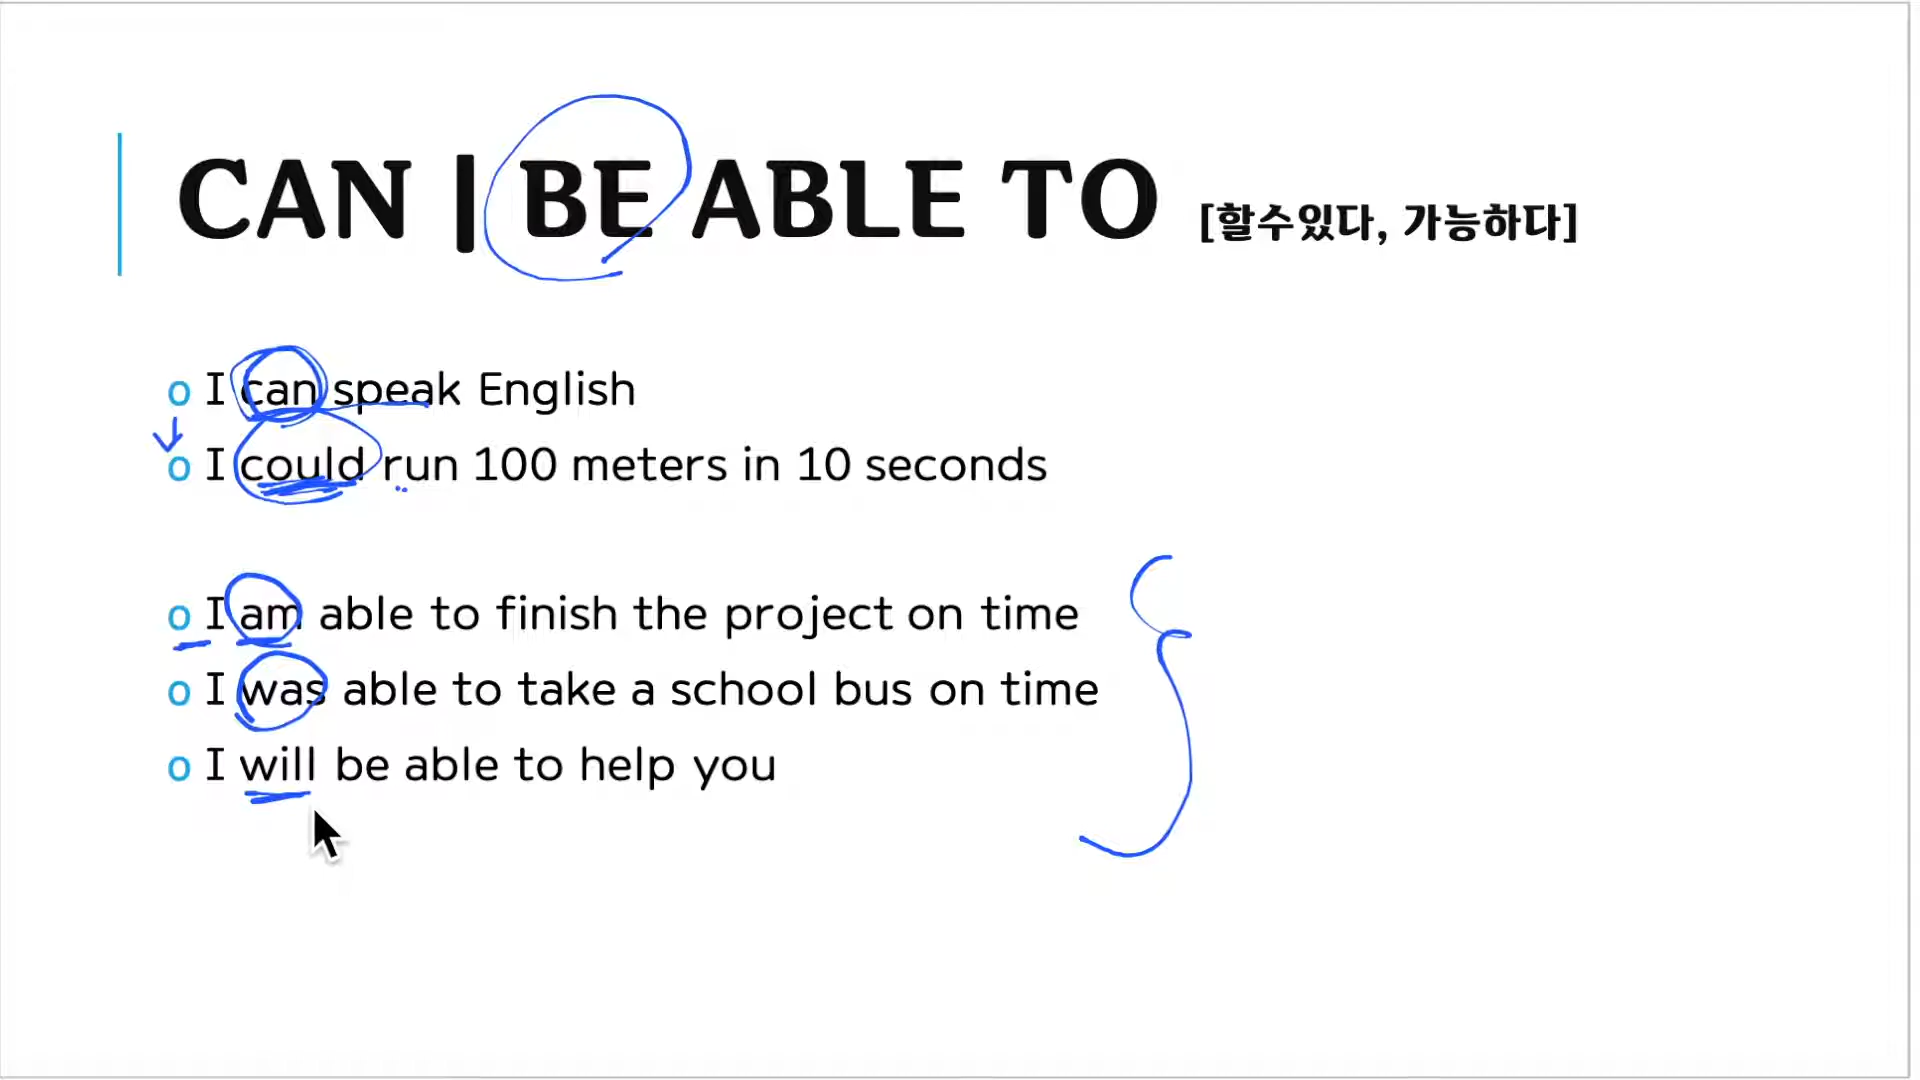 CAN | BE ABLE TO [할수있다, 가능하다]
o I can speak English
o I could run 100 meters in 10 seconds
o I am able to finish the project on time
o I was able to take a school bus on time
o I will be able to help you